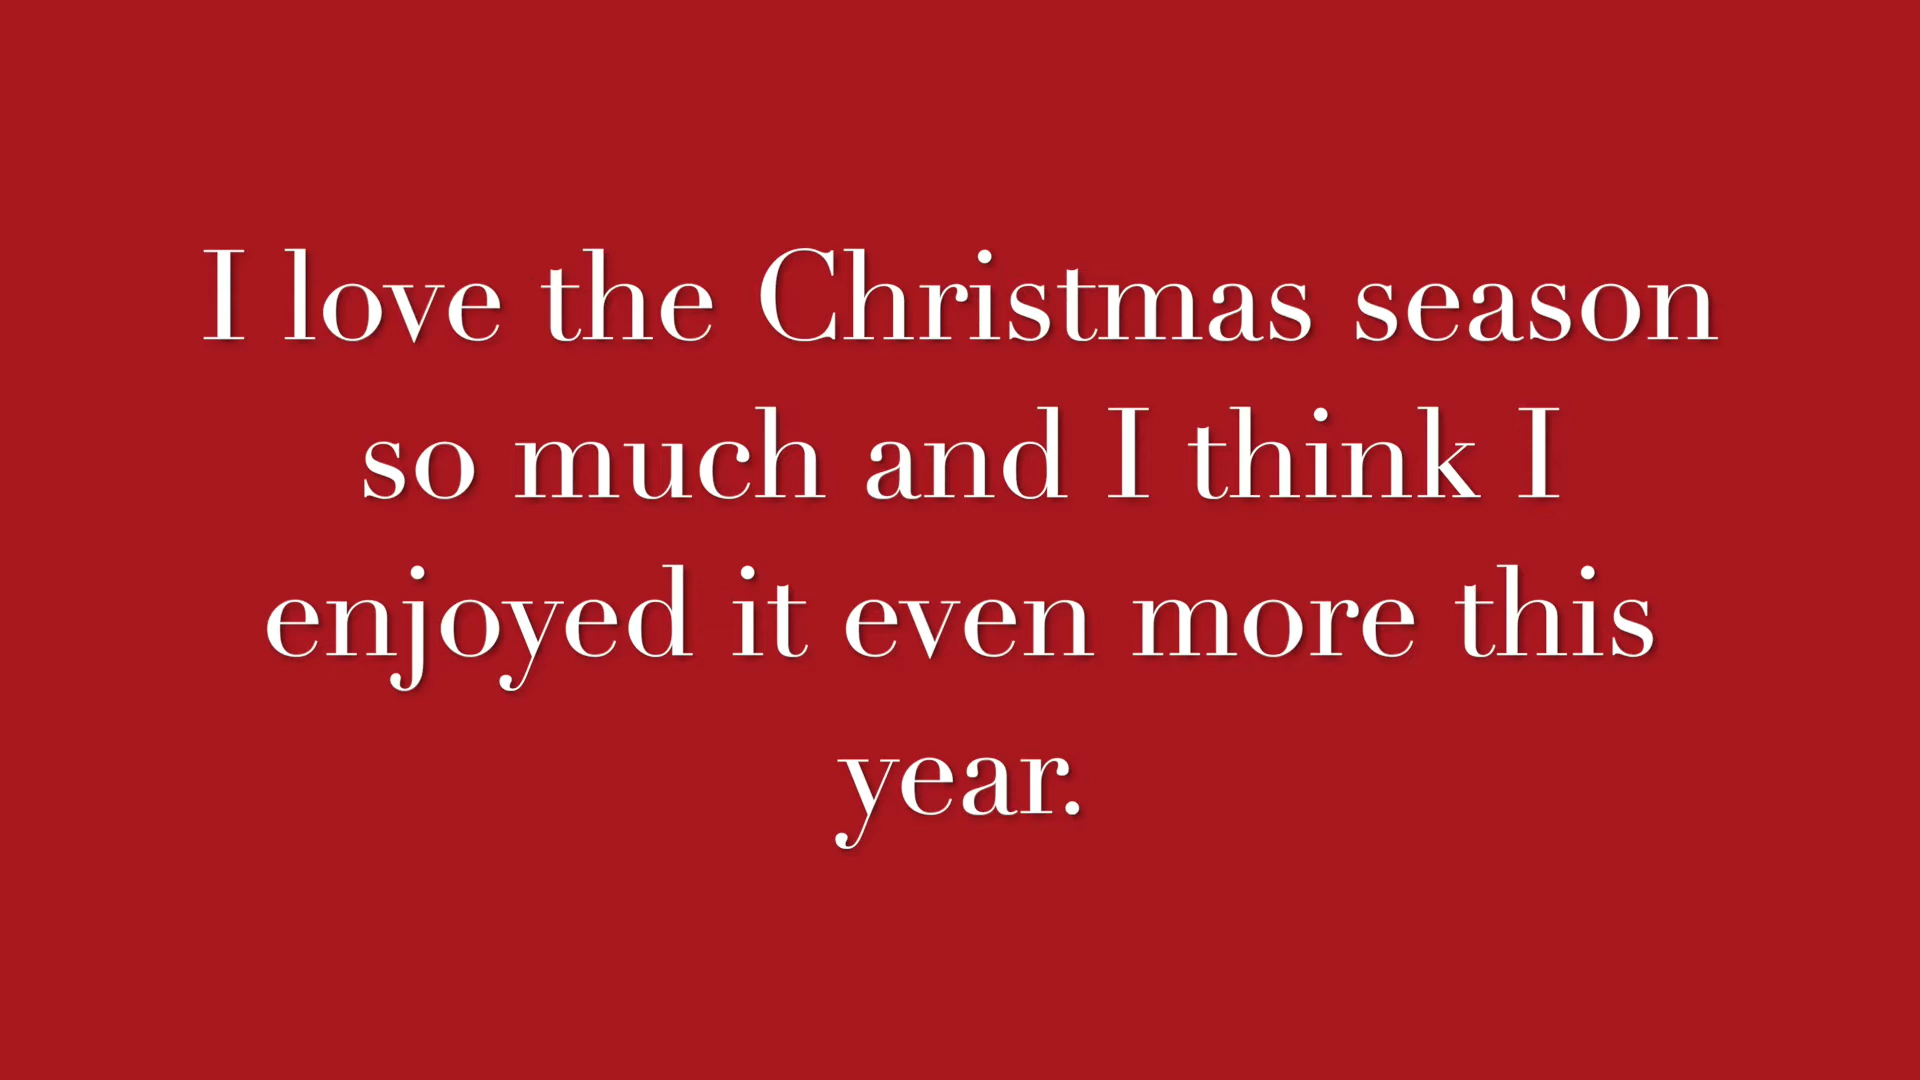 I love the Christmas season
so much and I think I
enjoyed it even more this
year.